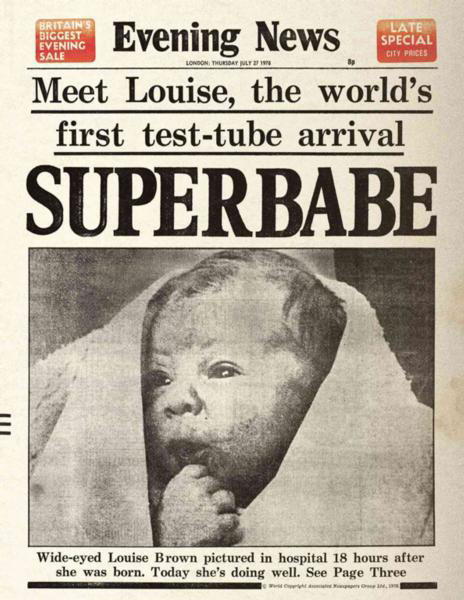 BRITAIN'S
BIGGEST
EVENING
SALE
Evening News
LATE
SPECIAL
CITY PRICES
LONDON: THURSDAY JULY 27 1978
8p
Meet Louise, the world's
first test-tube arrival
SUPERBABE
Wide-eyed Louise Brown pictured in hospital 18 hours after
she was born. Today she's doing well. See Page Three
© World Copyright Associated Newspapers Group Ltd., 1978